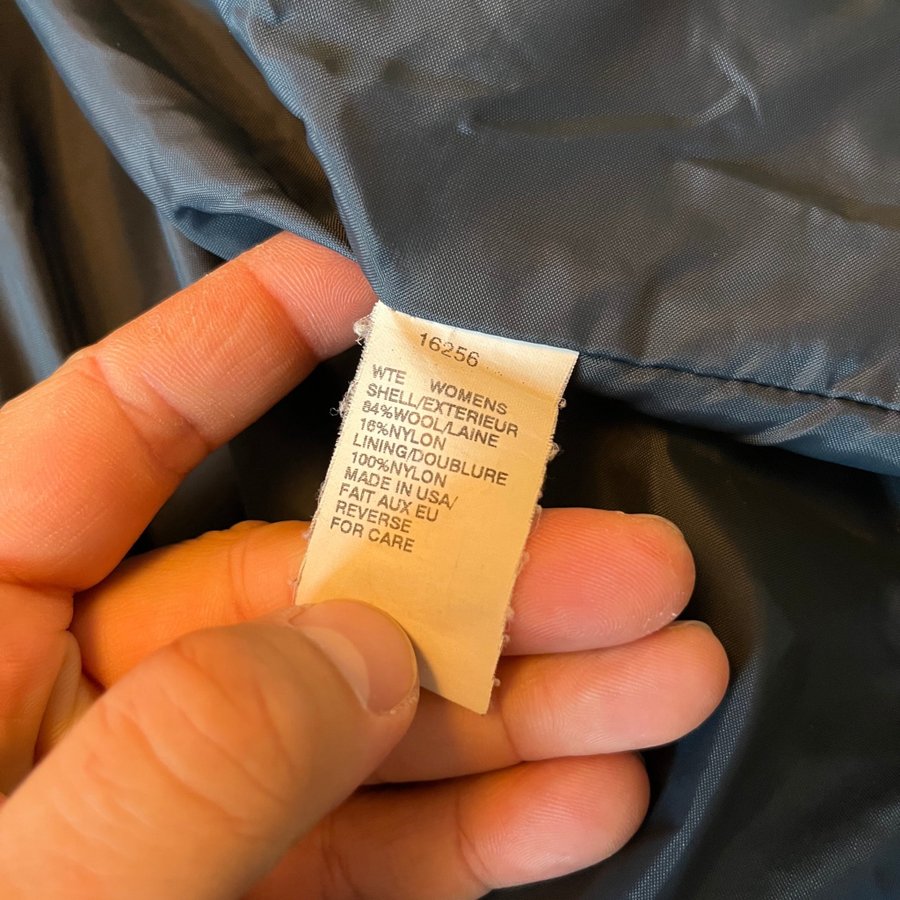 16256
WTE WOMENS
SHELL/EXTERIEUR
84%WOOL/LAINE
16%NYLON
LINING/DOUBLURE
100%NYLON
MADE IN USA/
FAIT AUX EU
REVERSE
FOR CARE